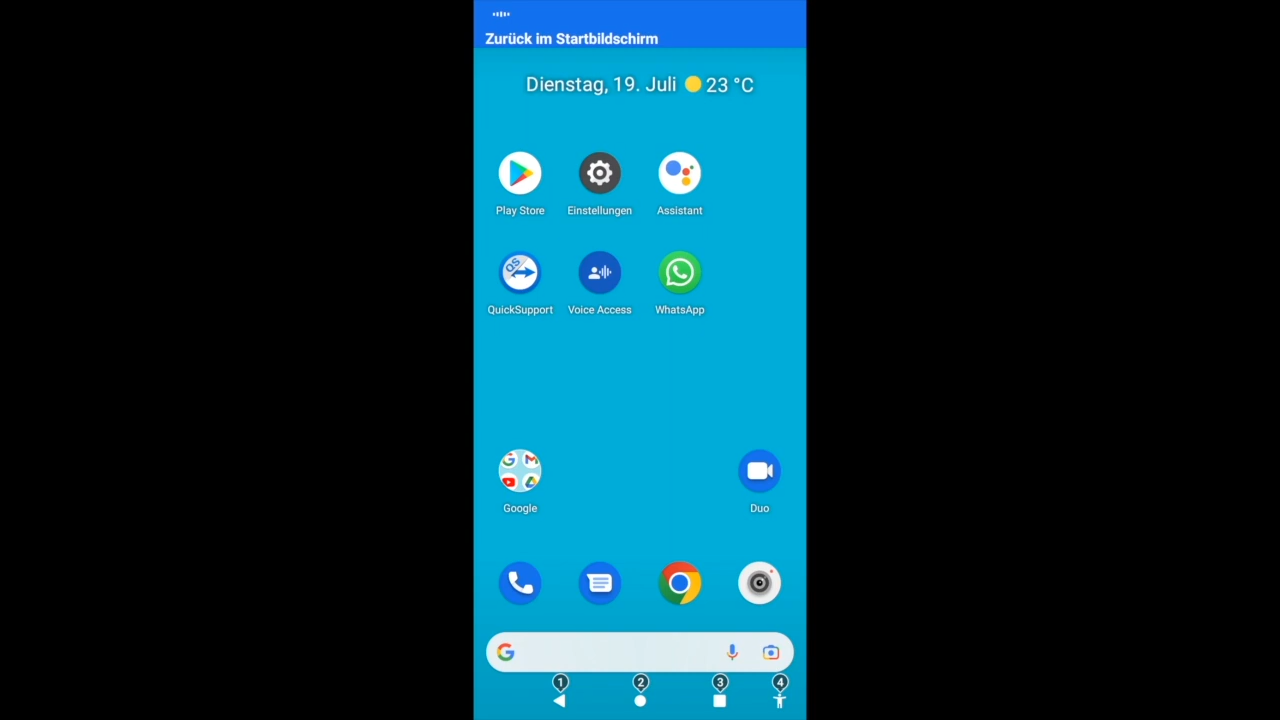 Zurück im Startbildschirm
Dienstag, 19. Juli 23 °C
Play Store Einstellungen Assistant
QS
QuickSupport Voice Access WhatsApp
Google Duo
1 2 3 4